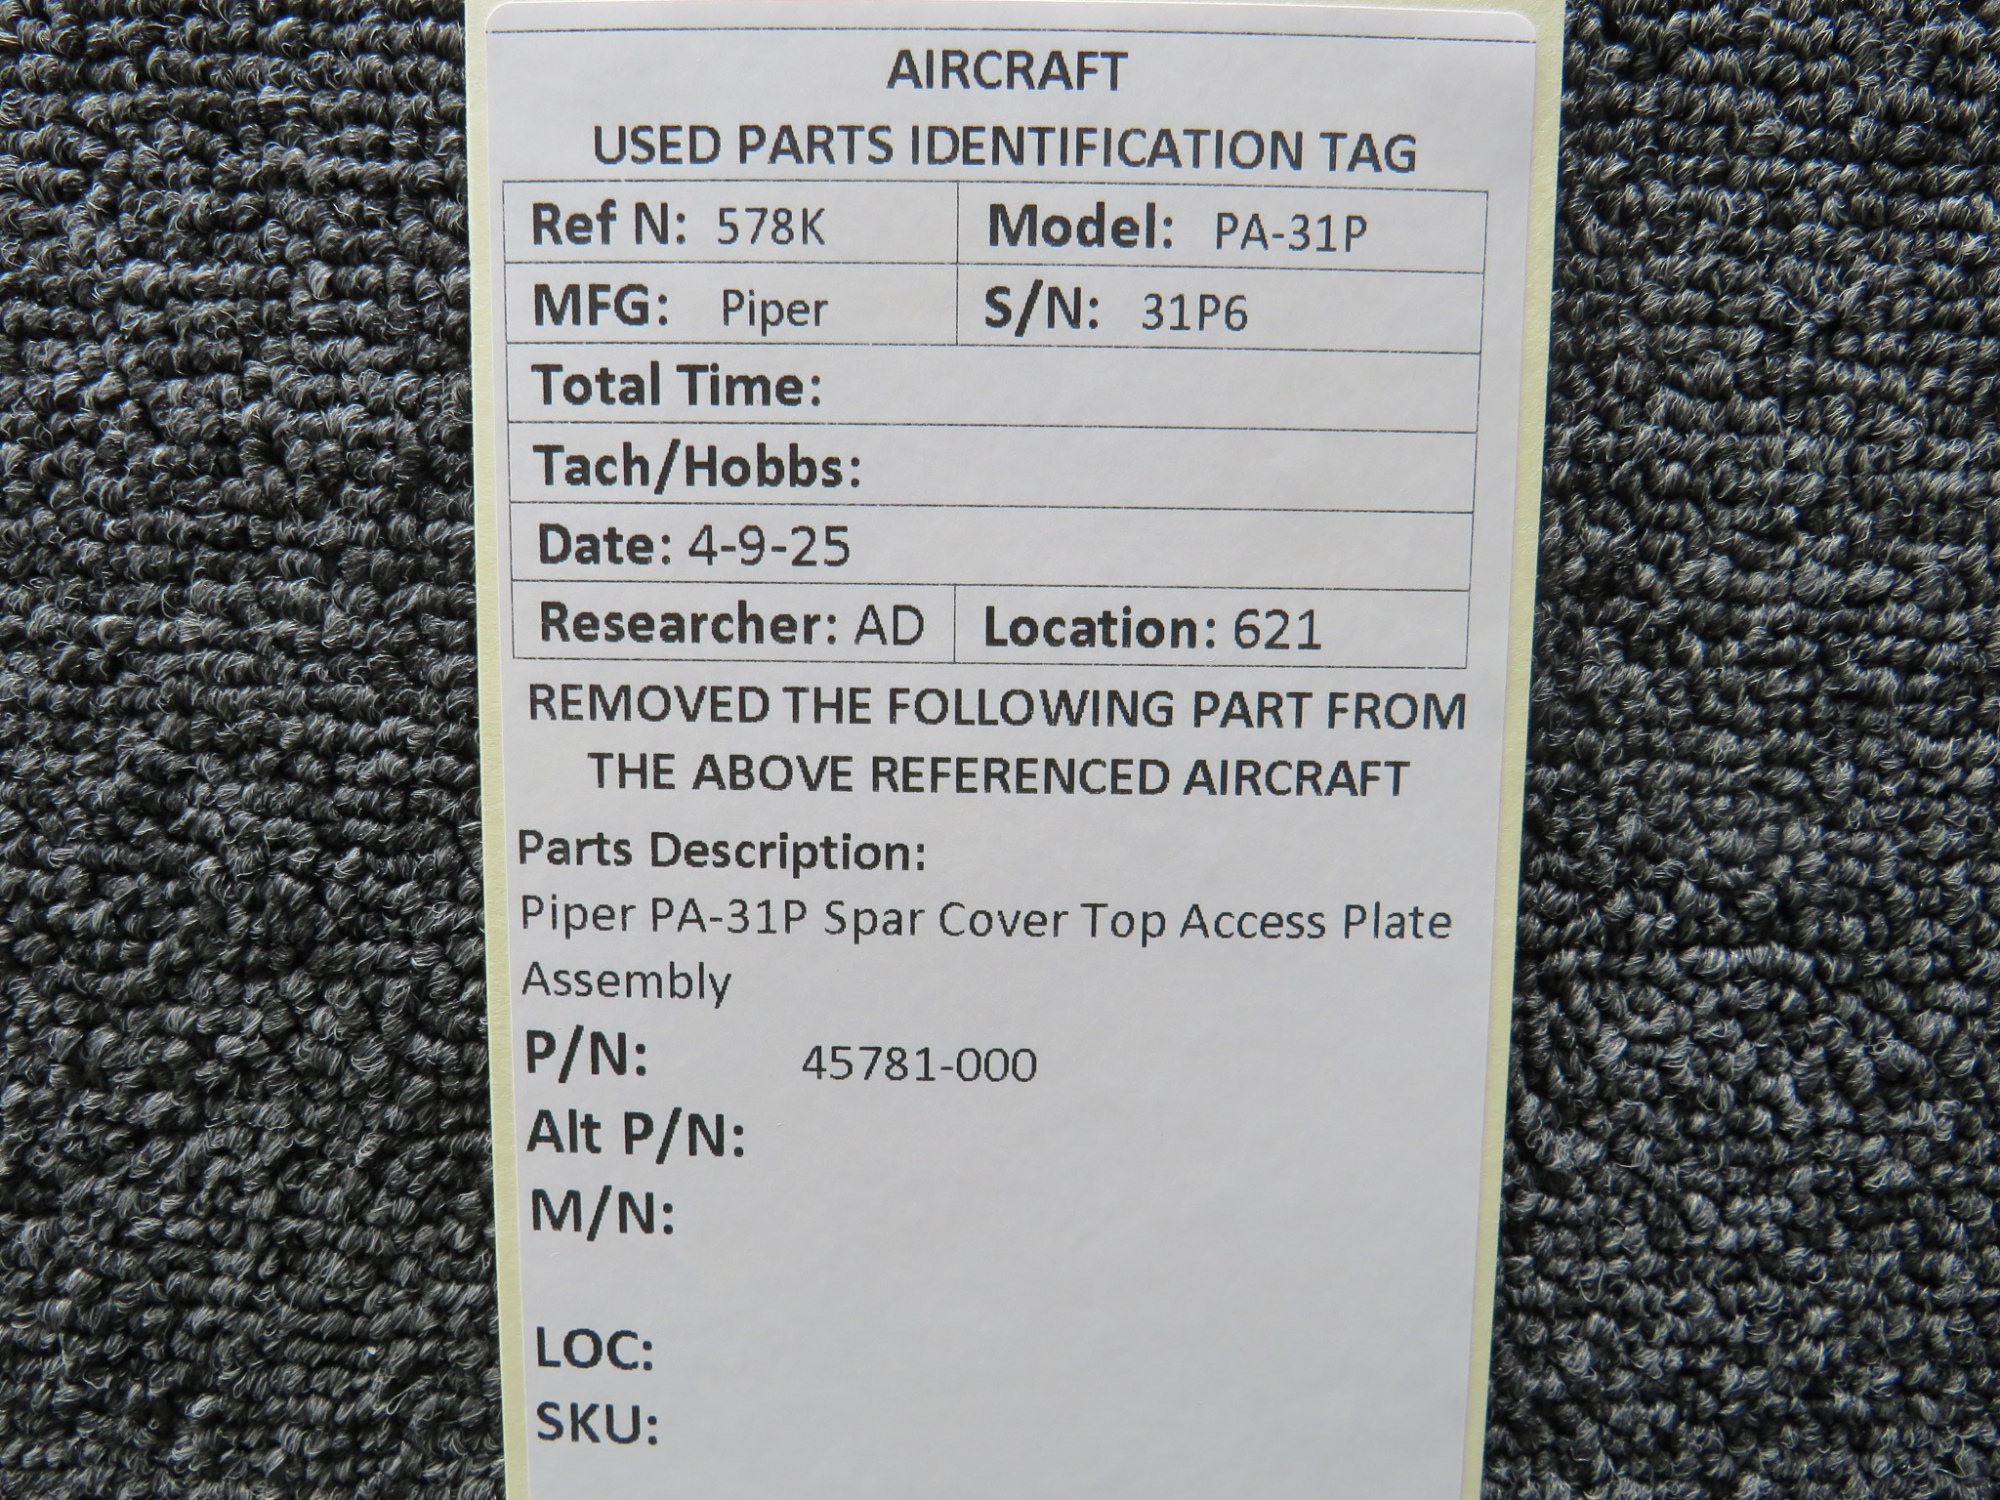 AIRCRAFT
USED PARTS IDENTIFICATION TAG
Ref N: 578K Model: PA-31P
MFG: Piper S/N: 31P6
Total Time:
Tach/Hobbs:
Date: 4-9-25
Researcher: AD Location: 621
REMOVED THE FOLLOWING PART FROM
THE ABOVE REFERENCED AIRCRAFT
Parts Description:
Piper PA-31P Spar Cover Top Access Plate
Assembly
P/N: 45781-000
Alt P/N:
M/N:
LOC:
SKU: